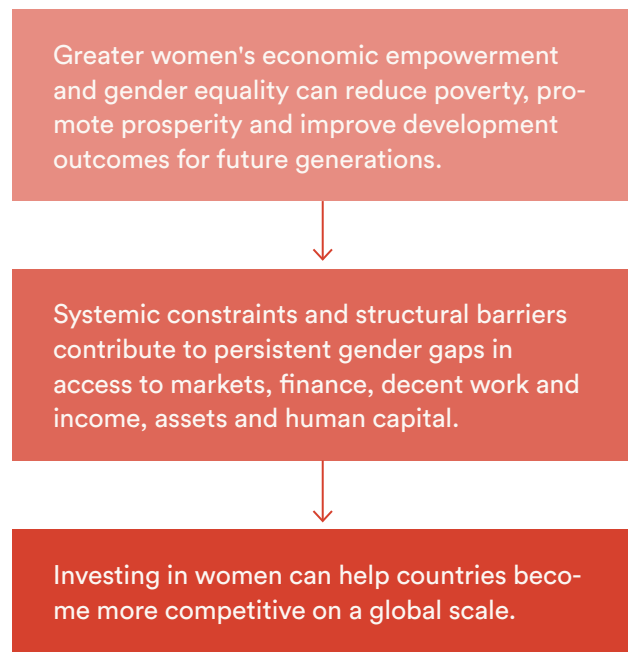 Greater women's economic empowerment
and gender equality can reduce poverty, pro-
mote prosperity and improve development
outcomes for future generations.
Systemic constraints and structural barriers
contribute to persistent gender gaps in
access to markets, finance, decent work and
income, assets and human capital.
Investing in women can help countries beco-
me more competitive on a global scale.